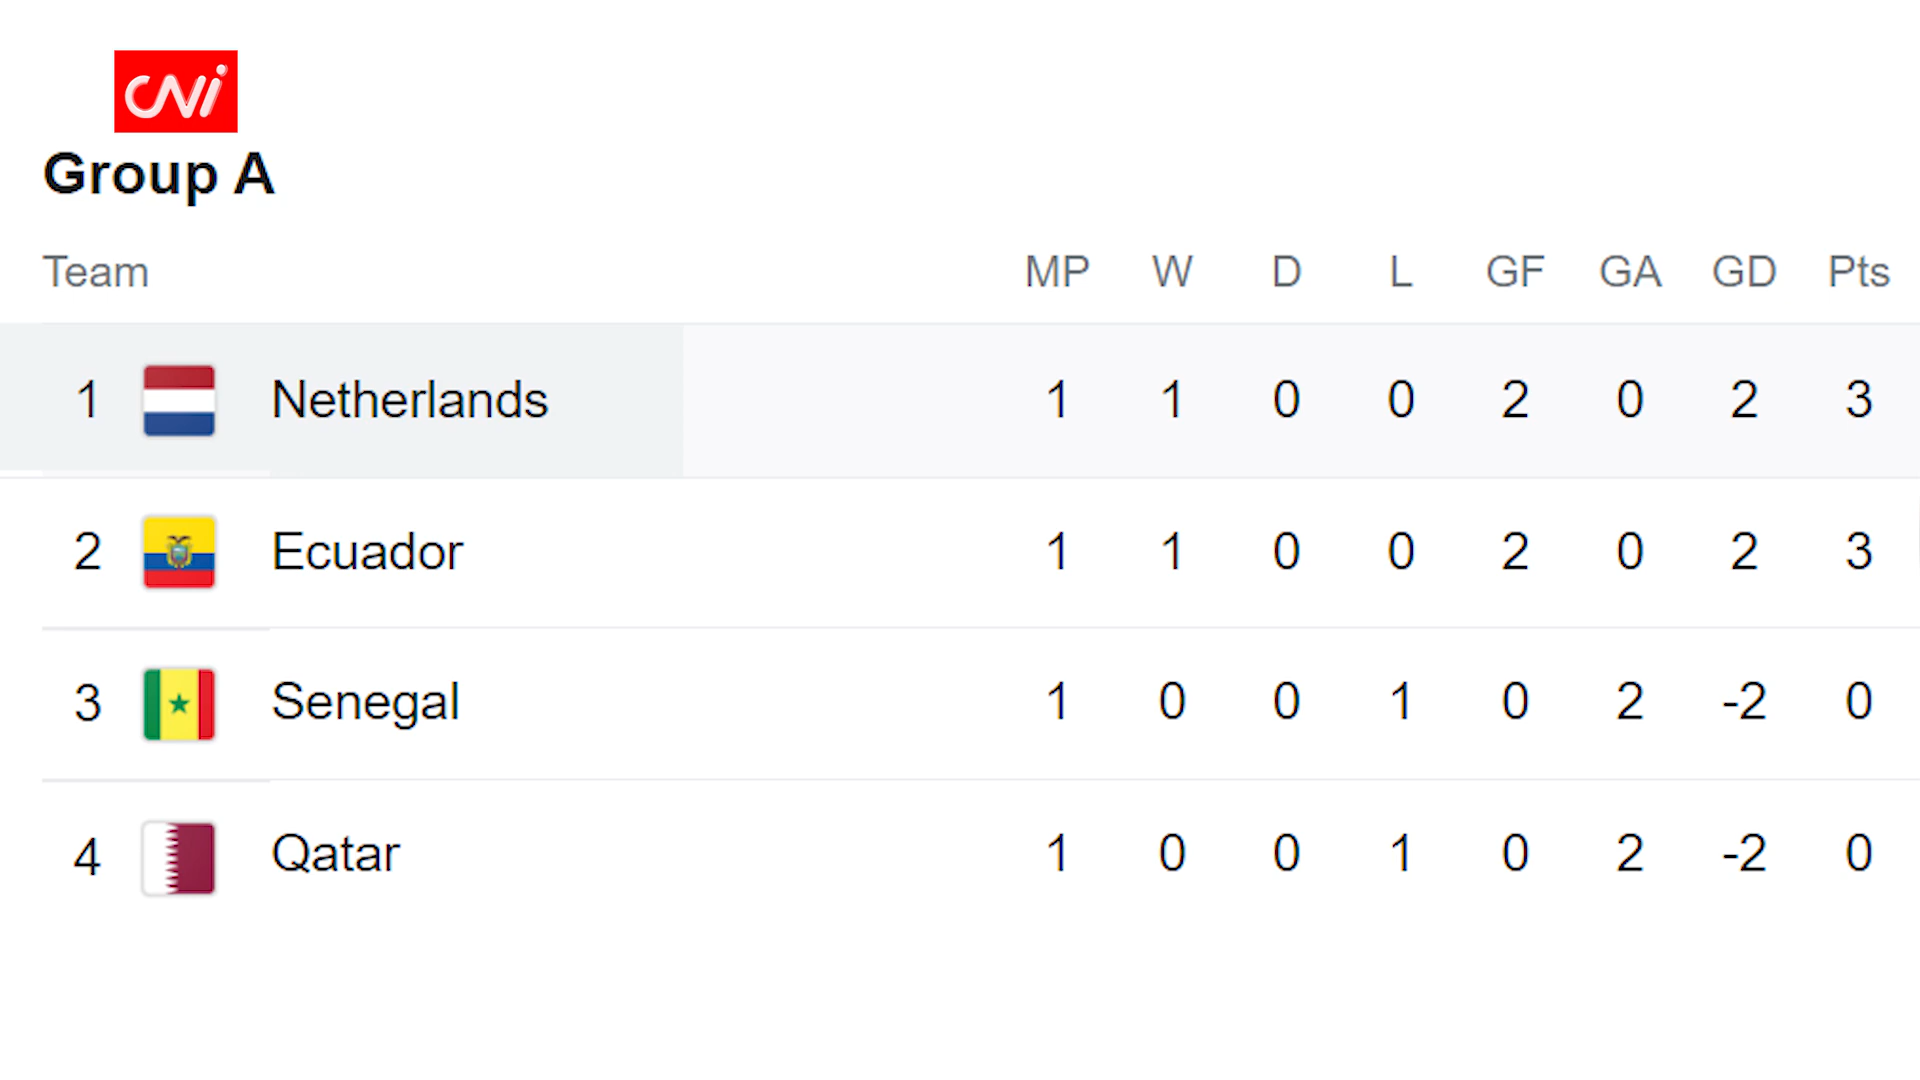 CNi
Group A
Team MP W D L GF GA GD Pts
1 Netherlands 1 1 0 0 2 0 2 3
2 Ecuador 1 1 0 0 2 0 2 3
3 Senegal 1 0 0 1 0 2 -2 0
4 Qatar 1 0 0 1 0 2 -2 0